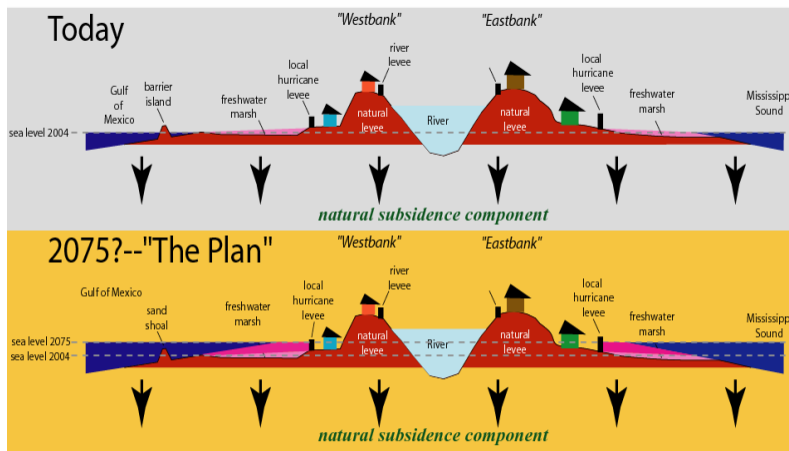 Today
"Westbank"
"Eastbank"
river
levee
local
hurricane
levee
local
hurricane
levee
Gulf
of
Mexico
barrier
island
freshwater
marsh
freshwater
marsh
Mississipp
Sound
natural
levee
River
natural
levee
sea level 2004
natural subsidence component
2075?--"The Plan"
"Westbank"
"Eastbank"
river
levee
Gulf of Mexico
local
hurricane
levee
local
hurricane
levee
sand
shoal
freshwater
marsh
freshwater
marsh
Mississipp
Sound
natural
levee
River
natural
levee
sea level 2075
sea level 2004
natural subsidence component